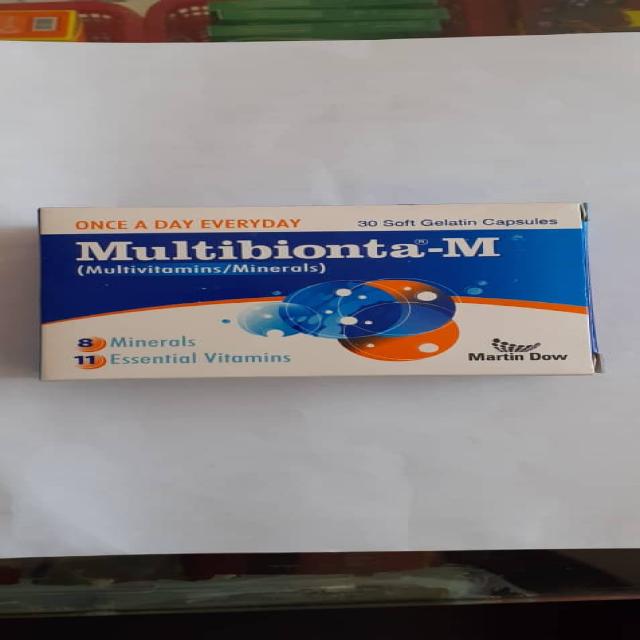 ONCE A DAY EVERYDAY
30 Soft Gelatin Capsules
Multibionta®-M
(Multivitamins/Minerals)
8 Minerals
11 Essential Vitamins
Martin Dow